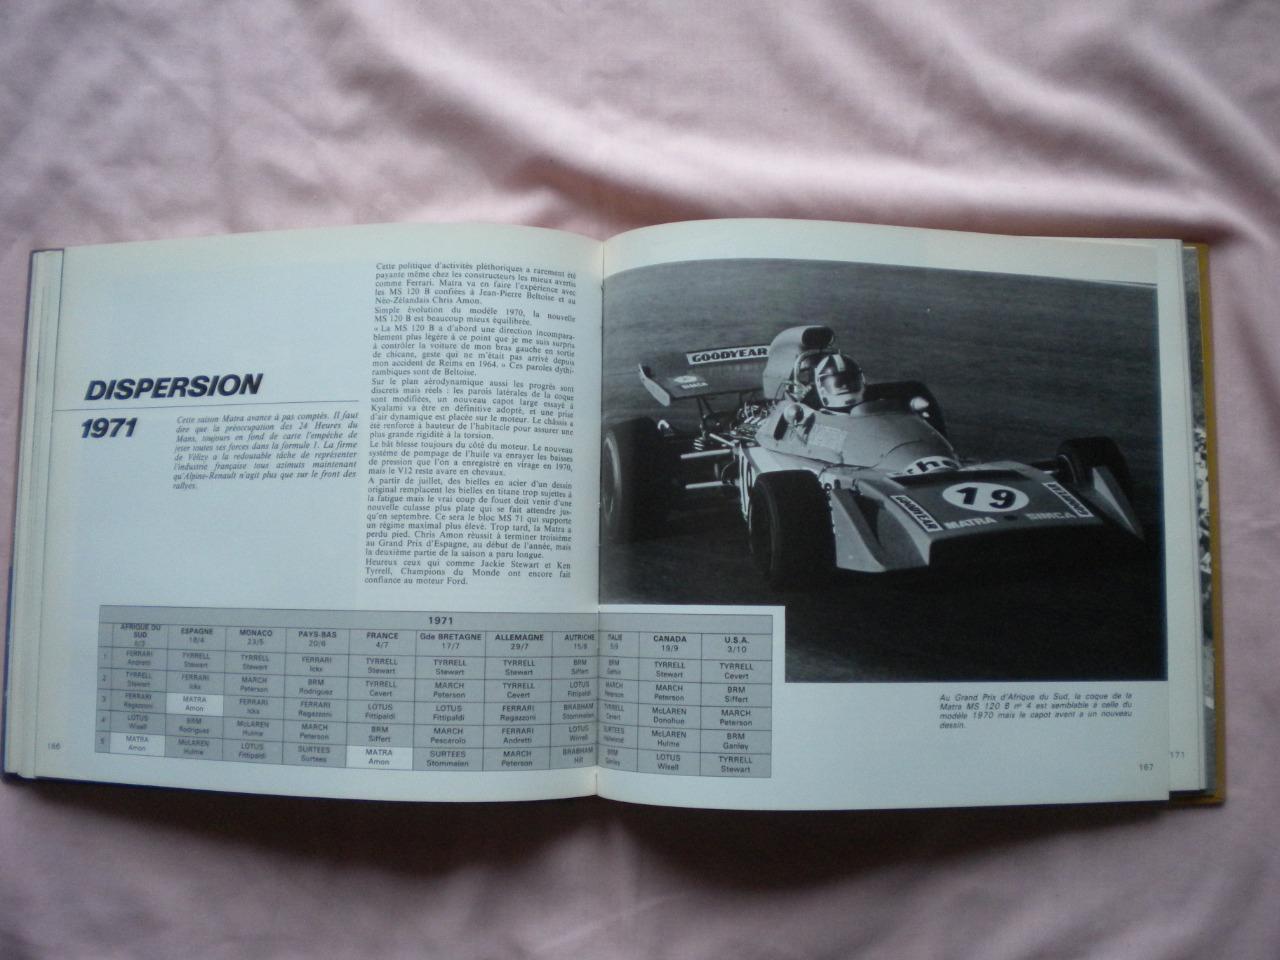 DISPERSION
1971
Cette saison Matra avance à pas comptés. Il faut
dire que la préoccupation des 24 Heures du
Mans, toujours en fond de carte l'empêche de
jeter toutes ses forces dans la formule 1. La firme
de Vélizy a la redoutable tâche de représenter
l'industrie française tous azimuts maintenant
qu'Alpine-Renault n'agit plus que sur le front des
rallyes.
Cette politique d'activités pléthoriques a rarement été
payante même chez les constructeurs les mieux avertis
comme Ferrari. Matra va en faire l'expérience avec
les MS 120 B confiées à Jean-Pierre Beltoise et au
Néo-Zélandais Chris Amon.
Simple évolution du modèle 1970, la nouvelle
MS 120 B est beaucoup mieux équilibrée.
« La MS 120 B a d'abord une direction incompara-
blement plus légère à ce point que je me suis surpris
à contrôler la voiture de mon bras gauche en sortie
de chicane, geste qui ne m'était pas arrivé depuis
mon accident de Reims en 1964. » Ces paroles dythi-
rambiques sont de Beltoise.
Sur le plan aérodynamique aussi les progrès sont
discrets mais réels : les parois latérales de la coque
sont modifiées, un nouveau capot large essayé à
Kyalami va être en définitive adopté, et une prise
d'air dynamique est placée sur le moteur. Le châssis a
été renforcé à hauteur de l'habitacle pour assurer une
plus grande rigidité à la torsion.
Le bât blesse toujours du côté du moteur. Le nouveau
système de pompage de l'huile va enrayer les baisses
de pression que l'on a enregistré en virage en 1970,
mais le V12 reste avare en chevaux.
A partir de juillet, des bielles en acier d'un dessin
original remplacent les bielles en titane trop sujettes à
la fatigue mais le vrai coup de fouet doit venir d'une
nouvelle culasse plus plate qui se fait attendre jus-
qu'en septembre. Ce sera le bloc MS 71 qui supporte
un régime maximal plus élevé. Trop tard, la Matra a
perdu pied. Chris Amon réussit à terminer troisième
au Grand Prix d'Espagne, au début de l'année, mais
la deuxième partie de la saison a paru longue.
Heureux ceux qui comme Jackie Stewart et Ken
Tyrrell, Champions du Monde ont encore fait
confiance au moteur Ford.
1971
AFRIQUE DU SUD 6/3 ESPAGNE 18/4 MONACO 23/5 PAYS-BAS 20/6 FRANCE 4/7 Gde BRETAGNE 17/7 ALLEMAGNE 29/7 AUTRICHE 15/8 ITALIE 5/9 CANADA 19/9 U.S.A. 3/10
1 FERRARI Andretti TYRRELL Stewart TYRRELL Stewart FERRARI Ickx TYRRELL Stewart TYRRELL Stewart TYRRELL Stewart BRM Siffert BRM Gethin TYRRELL Stewart TYRRELL Cevert
2 TYRRELL Stewart FERRARI Ickx MARCH Peterson BRM Rodriguez TYRRELL Cevert MARCH Peterson TYRRELL Cevert LOTUS Fittipaldi MARCH Peterson MARCH Peterson BRM Siffert
3 FERRARI Regazzoni MATRA Amon FERRARI Ickx FERRARI Regazzoni LOTUS Fittipaldi LOTUS Fittipaldi FERRARI Regazzoni BRABHAM Stommelen TYRRELL Cevert McLAREN Donohue MARCH Peterson
4 LOTUS Wisell BRM Rodriguez McLAREN Hulme MARCH Peterson BRM Siffert MARCH Pescarolo FERRARI Andretti LOTUS Wisell SURTEES Hailwood McLAREN Hulme BRM Ganley
5 MATRA Amon McLAREN Hulme LOTUS Fittipaldi SURTEES Surtees MATRA Amon SURTEES Stommelen MARCH Peterson BRABHAM Hill BRM Ganley LOTUS Wisell TYRRELL Stewart
166
GOODYEAR
SIMCA
19
GOODYEAR
MATRA SIMCA
Au Grand Prix d'Afrique du Sud, la coque de la
Matra MS 120 B nº 4 est semblable à celle du
modèle 1970 mais le capot avant a un nouveau
dessin.
167
171